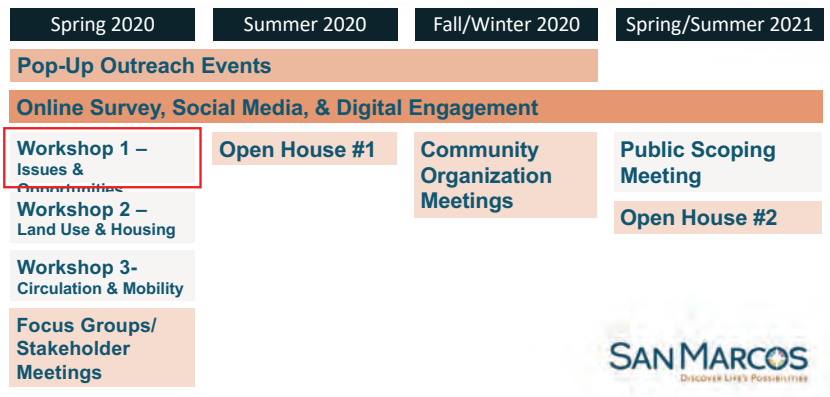 Spring 2020
Summer 2020
Fall/Winter 2020
Spring/Summer 2021
Pop-Up Outreach Events
Online Survey, Social Media, & Digital Engagement
Workshop 1 –
Issues &
Opportunities
Workshop 2 –
Land Use & Housing
Workshop 3-
Circulation & Mobility
Focus Groups/
Stakeholder
Meetings
Open House #1
Community
Organization
Meetings
Public Scoping
Meeting
Open House #2
SAN MARCOS
DISCOVER LIFE'S POSSIBILITIES